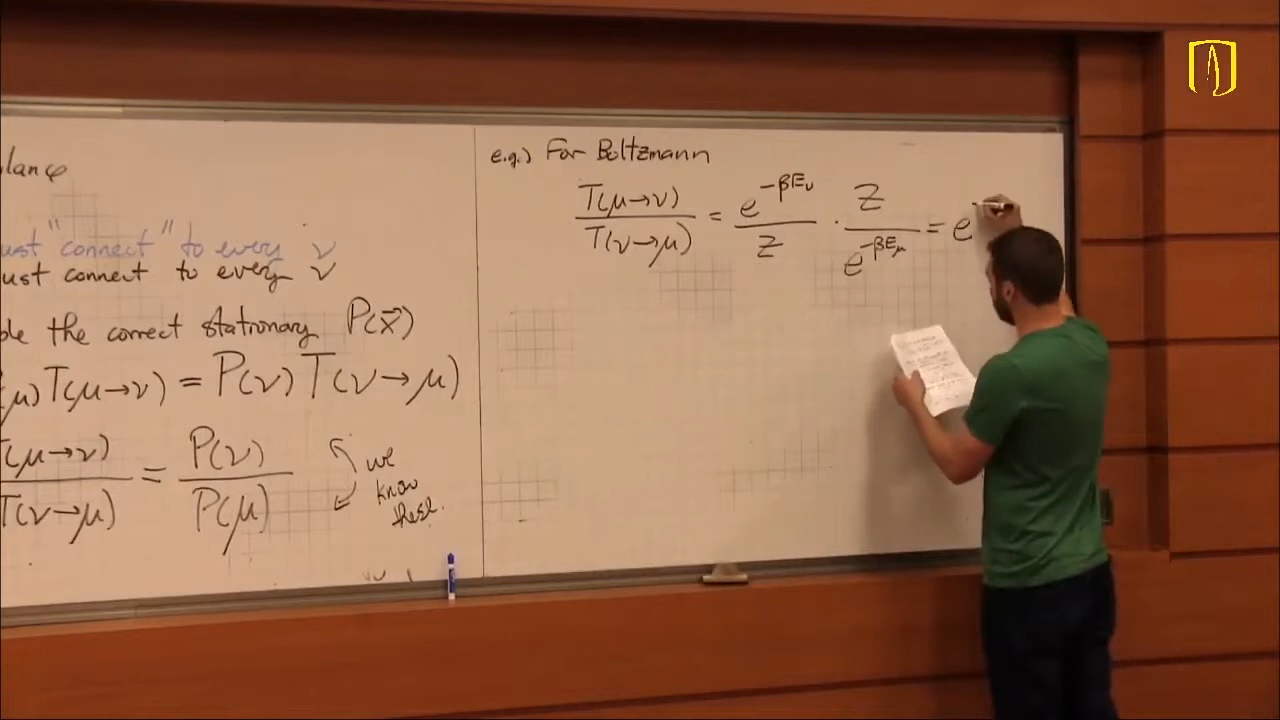 lance
ust "connect" to every ν
ust connect to every ν
ple the correct stationary P(x⃗)
(μ)T(μ→ν) = P(ν)T(ν→μ)
T(μ→ν) / T(ν→μ) = P(ν) / P(μ)
we
know
these.
e.g.) For Boltzmann
T(μ→ν) / T(ν→μ) = e^{-βE_ν} / Z · Z / e^{-βE_μ} = e^-